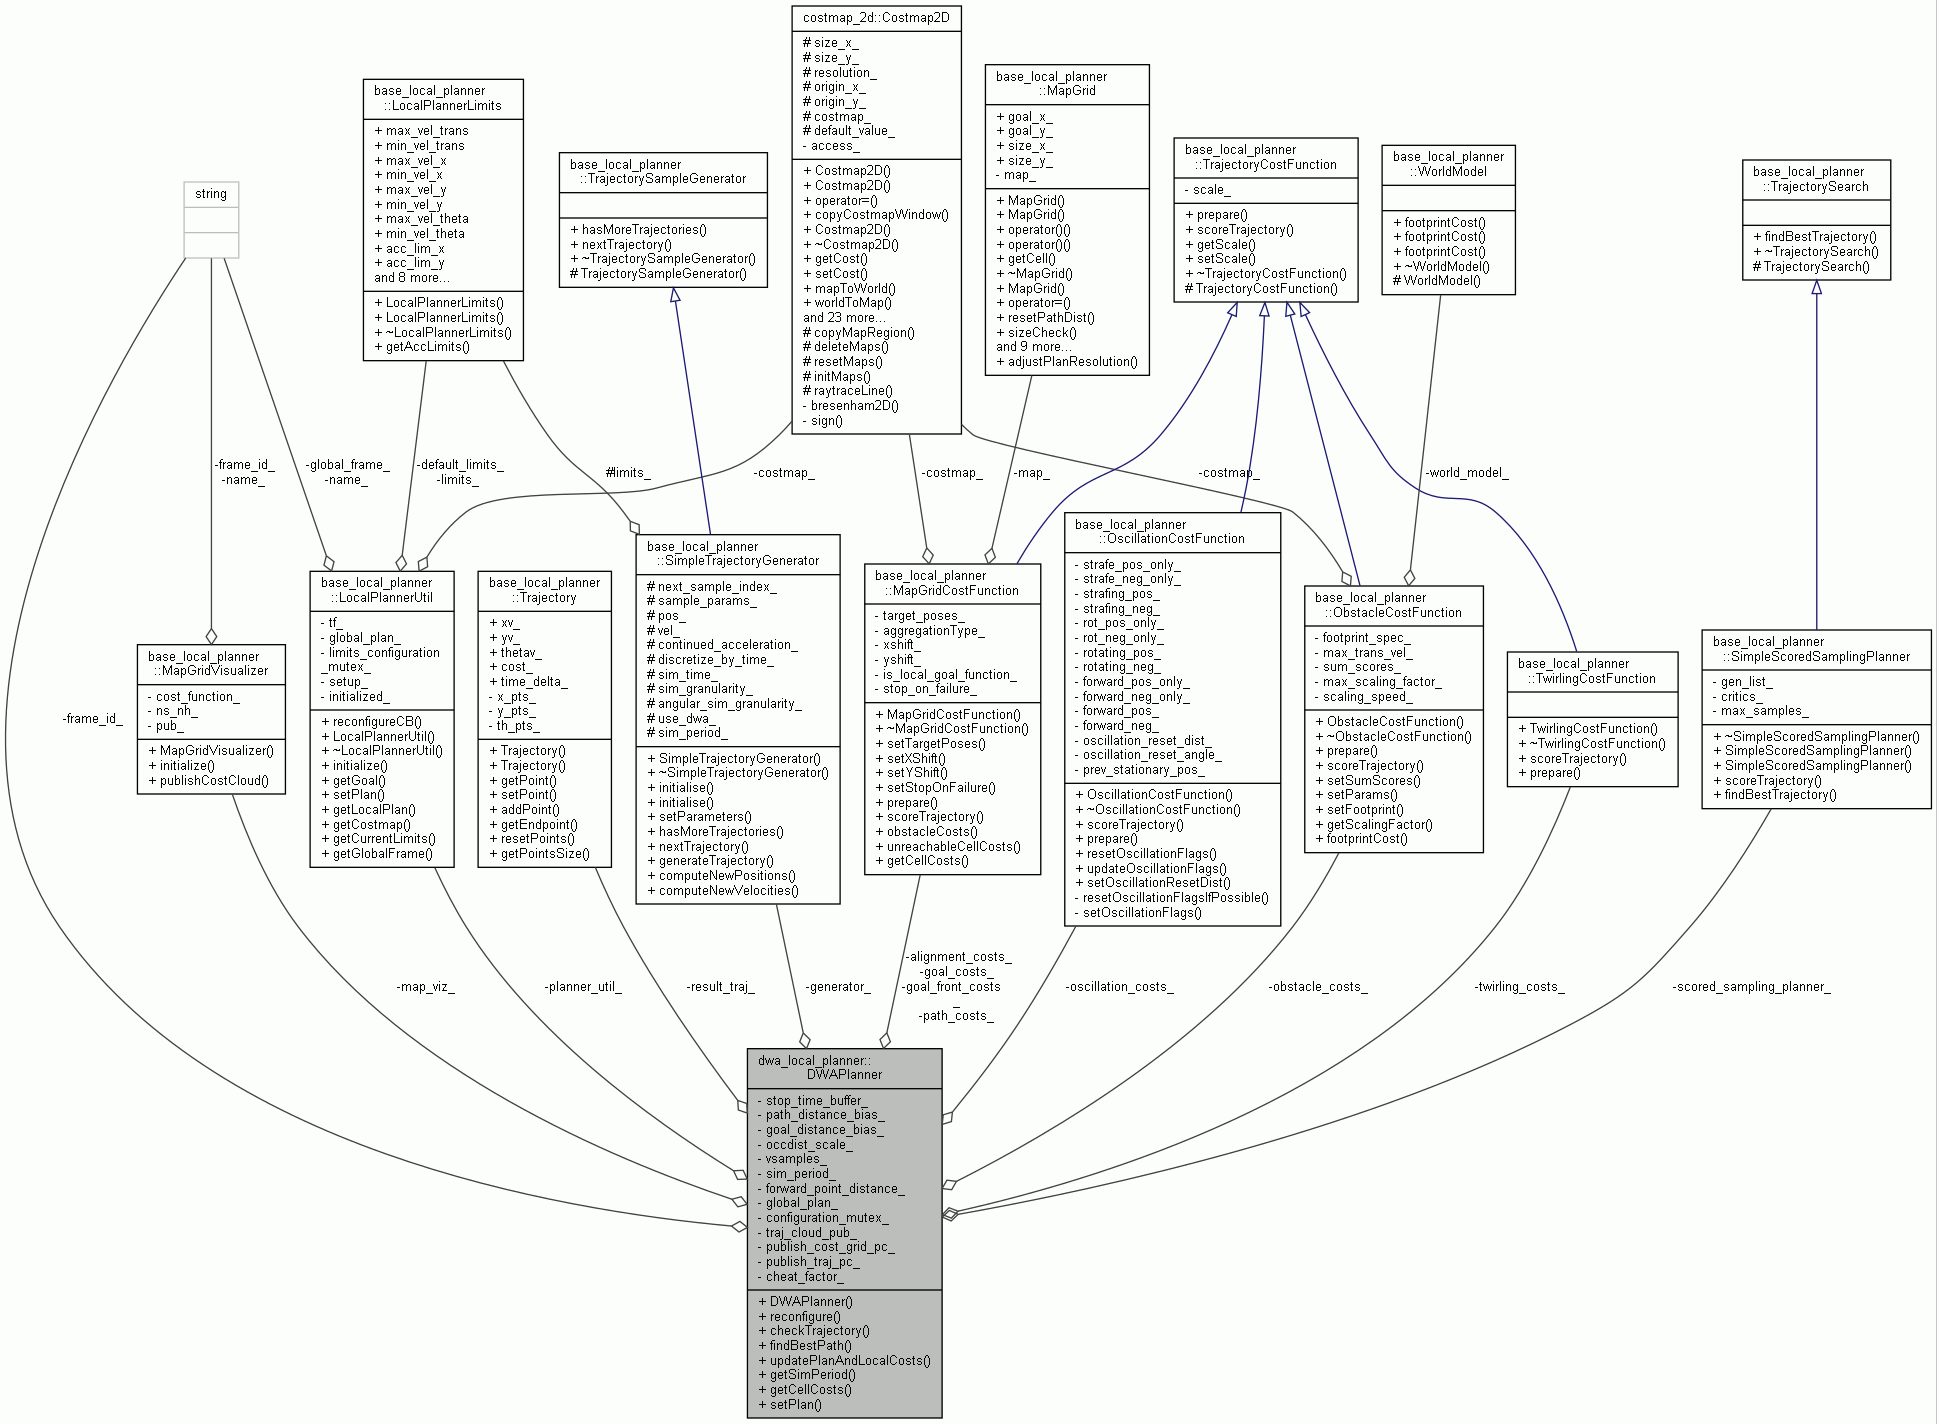 costmap_2d::Costmap2D
# size_x_
# size_y_
# resolution_
# origin_x_
# origin_y_
# costmap_
# default_value_
- access_
+ Costmap2D()
+ Costmap2D()
+ operator=()
+ copyCostmapWindow()
+ Costmap2D()
+ ~Costmap2D()
+ getCost()
+ setCost()
+ mapToWorld()
+ worldToMap()
and 23 more...
# copyMapRegion()
# deleteMaps()
# resetMaps()
# initMaps()
# raytraceLine()
- bresenham2D()
- sign()
base_local_planner
::MapGrid
+ goal_x_
+ goal_y_
+ size_x_
+ size_y_
- map_
+ MapGrid()
+ MapGrid()
+ operator()()
+ operator()()
+ getCell()
+ ~MapGrid()
+ MapGrid()
+ operator=()
+ resetPathDist()
+ sizeCheck()
and 9 more...
+ adjustPlanResolution()
base_local_planner
::LocalPlannerLimits
+ max_vel_trans
+ min_vel_trans
+ max_vel_x
+ min_vel_x
+ max_vel_y
+ min_vel_y
+ max_vel_theta
+ min_vel_theta
+ acc_lim_x
+ acc_lim_y
and 8 more...
+ LocalPlannerLimits()
+ LocalPlannerLimits()
+ ~LocalPlannerLimits()
+ getAccLimits()
base_local_planner
::TrajectorySampleGenerator
+ hasMoreTrajectories()
+ nextTrajectory()
+ ~TrajectorySampleGenerator()
# TrajectorySampleGenerator()
base_local_planner
::TrajectoryCostFunction
- scale_
+ prepare()
+ scoreTrajectory()
+ getScale()
+ setScale()
+ ~TrajectoryCostFunction()
# TrajectoryCostFunction()
base_local_planner
::WorldModel
+ footprintCost()
+ footprintCost()
+ footprintCost()
+ ~WorldModel()
# WorldModel()
base_local_planner
::TrajectorySearch
+ findBestTrajectory()
+ ~TrajectorySearch()
# TrajectorySearch()
string
-frame_id_
-name_
-global_frame_
-name_
-default_limits_
-limits_
#limits_
-costmap_
-costmap_
-map_
-costmap_
-world_model_
base_local_planner
::MapGridVisualizer
- cost_function_
- ns_nh_
- pub_
+ MapGridVisualizer()
+ initialize()
+ publishCostCloud()
base_local_planner
::LocalPlannerUtil
- tf_
- global_plan_
- limits_configuration
_mutex_
- setup_
- initialized_
+ reconfigureCB()
+ LocalPlannerUtil()
+ ~LocalPlannerUtil()
+ initialize()
+ getGoal()
+ setPlan()
+ getLocalPlan()
+ getCostmap()
+ getCurrentLimits()
+ getGlobalFrame()
base_local_planner
::Trajectory
+ xv_
+ yv_
+ thetav_
+ cost_
+ time_delta_
- x_pts_
- y_pts_
- th_pts_
+ Trajectory()
+ Trajectory()
+ getPoint()
+ setPoint()
+ addPoint()
+ getEndpoint()
+ resetPoints()
+ getPointsSize()
base_local_planner
::SimpleTrajectoryGenerator
# next_sample_index_
# sample_params_
# pos_
# vel_
# continued_acceleration_
# discretize_by_time_
# sim_time_
# sim_granularity_
# angular_sim_granularity_
# use_dwa_
# sim_period_
+ SimpleTrajectoryGenerator()
+ ~SimpleTrajectoryGenerator()
+ initialise()
+ initialise()
+ setParameters()
+ hasMoreTrajectories()
+ nextTrajectory()
+ generateTrajectory()
+ computeNewPositions()
+ computeNewVelocities()
base_local_planner
::MapGridCostFunction
- target_poses_
- aggregationType_
- xshift_
- yshift_
- is_local_goal_function_
- stop_on_failure_
+ MapGridCostFunction()
+ ~MapGridCostFunction()
+ setTargetPoses()
+ setXShift()
+ setYShift()
+ setStopOnFailure()
+ prepare()
+ scoreTrajectory()
+ obstacleCosts()
+ unreachableCellCosts()
+ getCellCosts()
base_local_planner
::OscillationCostFunction
- strafe_pos_only_
- strafe_neg_only_
- strafing_pos_
- strafing_neg_
- rot_pos_only_
- rot_neg_only_
- rotating_pos_
- rotating_neg_
- forward_pos_only_
- forward_neg_only_
- forward_pos_
- forward_neg_
- oscillation_reset_dist_
- oscillation_reset_angle_
- prev_stationary_pos_
+ OscillationCostFunction()
+ ~OscillationCostFunction()
+ scoreTrajectory()
+ prepare()
+ resetOscillationFlags()
+ updateOscillationFlags()
+ setOscillationResetDist()
- resetOscillationFlagsIfPossible()
- setOscillationFlags()
base_local_planner
::ObstacleCostFunction
- footprint_spec_
- max_trans_vel_
- sum_scores_
- max_scaling_factor_
- scaling_speed_
+ ObstacleCostFunction()
+ ~ObstacleCostFunction()
+ prepare()
+ scoreTrajectory()
+ setSumScores()
+ setParams()
+ setFootprint()
+ getScalingFactor()
+ footprintCost()
base_local_planner
::TwirlingCostFunction
+ TwirlingCostFunction()
+ ~TwirlingCostFunction()
+ scoreTrajectory()
+ prepare()
base_local_planner
::SimpleScoredSamplingPlanner
- gen_list_
- critics_
- max_samples_
+ ~SimpleScoredSamplingPlanner()
+ SimpleScoredSamplingPlanner()
+ SimpleScoredSamplingPlanner()
+ scoreTrajectory()
+ findBestTrajectory()
-frame_id_
-map_viz_
-planner_util_
-result_traj_
-generator_
-alignment_costs_
-goal_costs_
-goal_front_costs
_
-path_costs_
-oscillation_costs_
-obstacle_costs_
-twirling_costs_
-scored_sampling_planner_
dwa_local_planner::
DWAPlanner
- stop_time_buffer_
- path_distance_bias_
- goal_distance_bias_
- occdist_scale_
- vsamples_
- sim_period_
- forward_point_distance_
- global_plan_
- configuration_mutex_
- traj_cloud_pub_
- publish_cost_grid_pc_
- publish_traj_pc_
- cheat_factor_
+ DWAPlanner()
+ reconfigure()
+ checkTrajectory()
+ findBestPath()
+ updatePlanAndLocalCosts()
+ getSimPeriod()
+ getCellCosts()
+ setPlan()